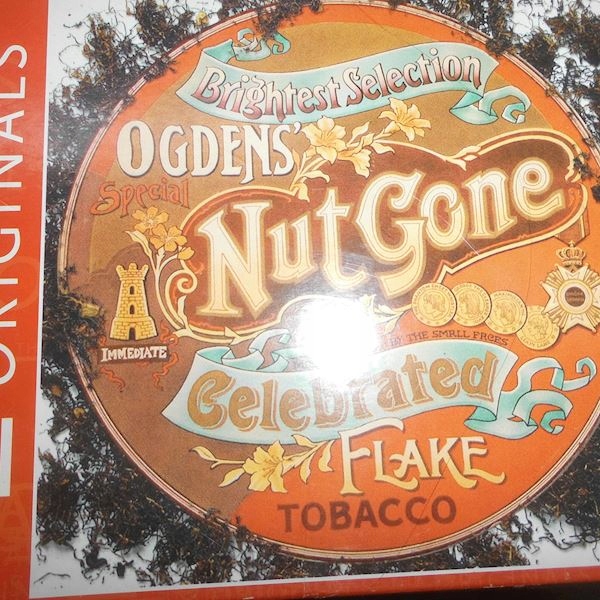 ORIGINALS
Brightest Selection
OGDENS'
Special
Nut Gone
IMMEDIATE
BY THE SMALL FACES
Celebrated
FLAKE
TOBACCO